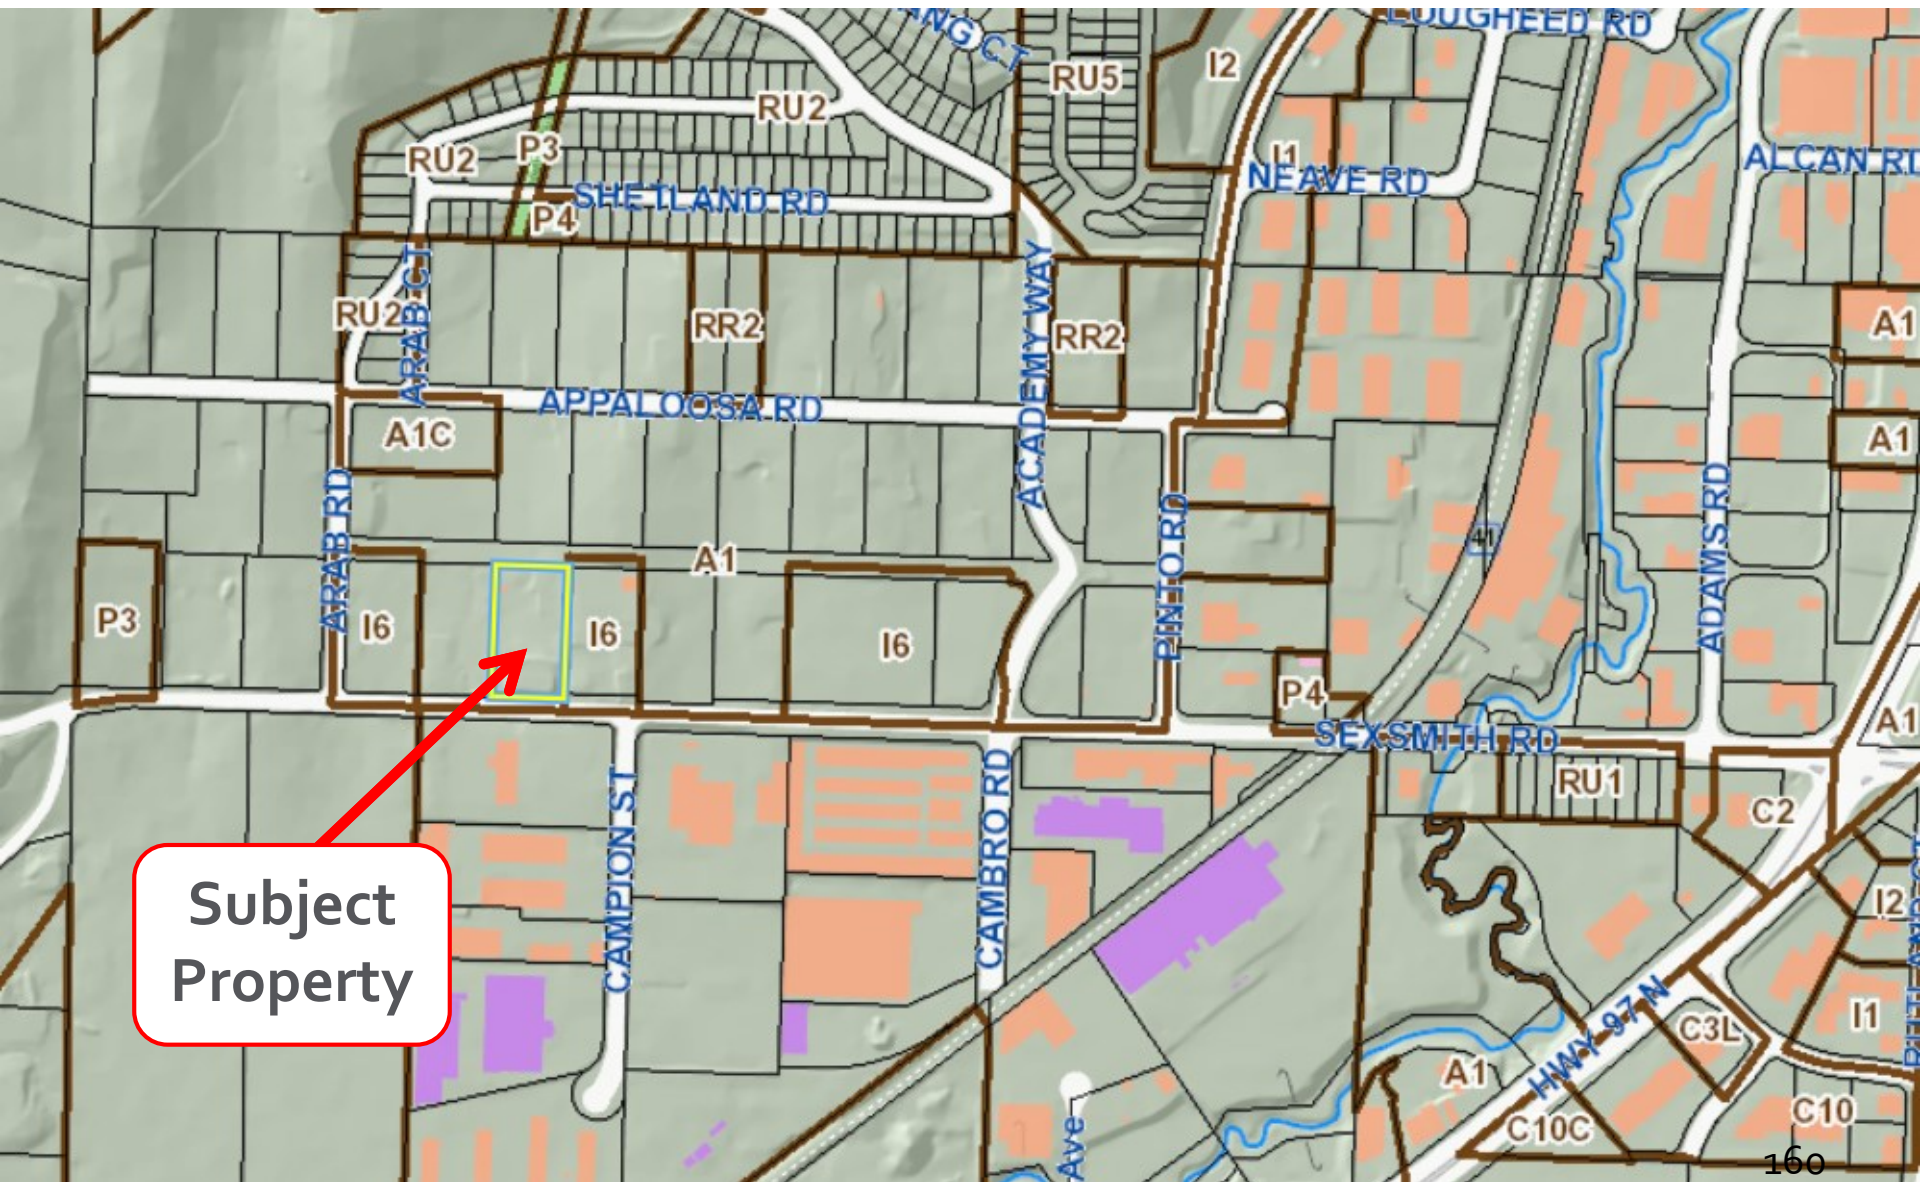 LOUGHEED RD
ANG CT
RU5
I2
RU2
I1
P3
RU2
NEAVE RD
ALCAN RD
SHETLAND RD
P4
ARAB CT
ACADEMY WAY
RU2
RR2
RR2
A1
APPALOOSA RD
A1C
A1
ARAB RD
PINTO RD
ADAMS RD
41
A1
P3
I6
I6
I6
P4
SEXSMITH RD
A1
RU1
C2
CAMPION ST
CAMBRO RD
Subject
Property
I2
HWY 97 N
C3L
I1
A1
C10C
C10
Ave
160